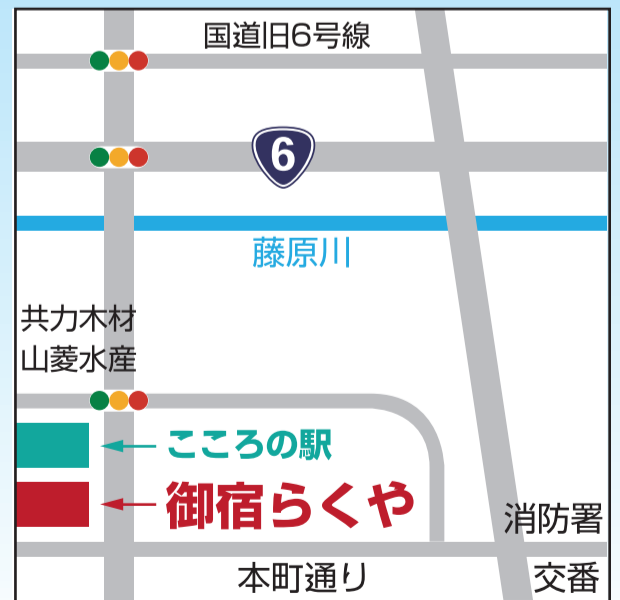 国道旧6号線
6
藤原川
共力木材
山菱水産
こころの駅
御宿らくや
消防署
本町通り
交番